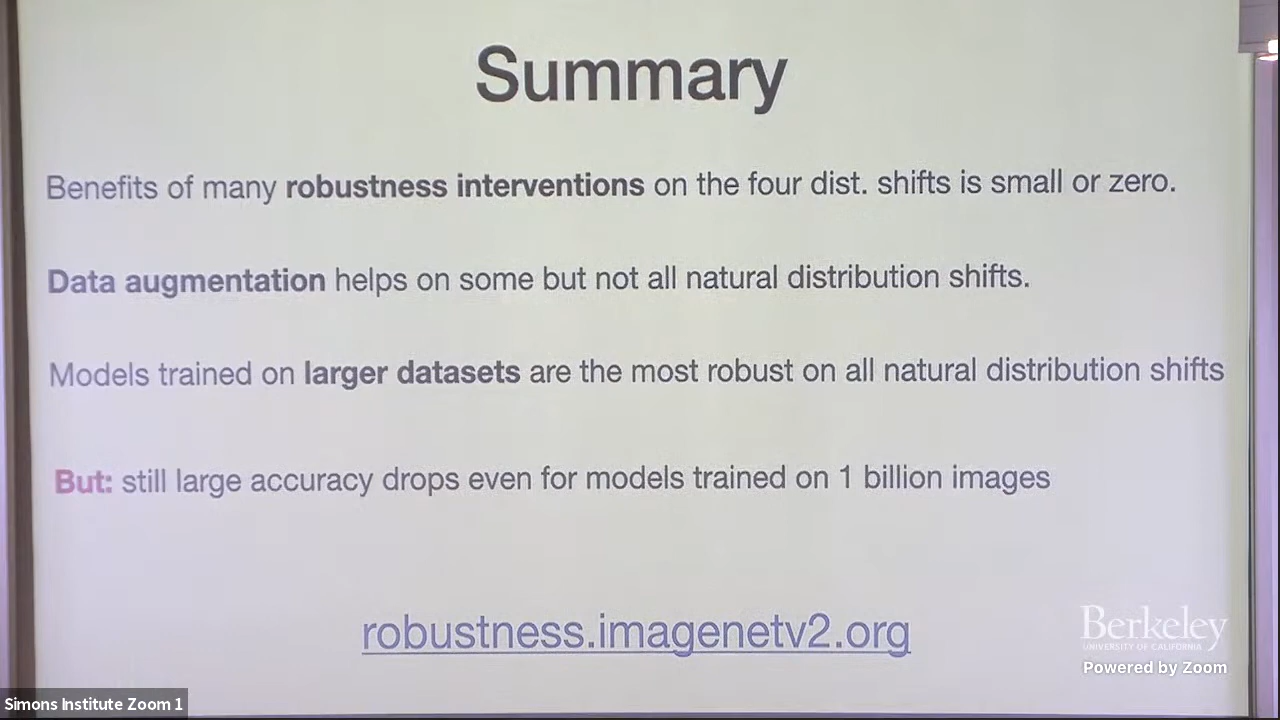 Summary
Benefits of many robustness interventions on the four dist. shifts is small or zero.
Data augmentation helps on some but not all natural distribution shifts.
Models trained on larger datasets are the most robust on all natural distribution shifts
But: still large accuracy drops even for models trained on 1 billion images
robustness.imagenetv2.org
Berkeley
UNIVERSITY OF CALIFORNIA
Powered by Zoom
Simons Institute Zoom 1